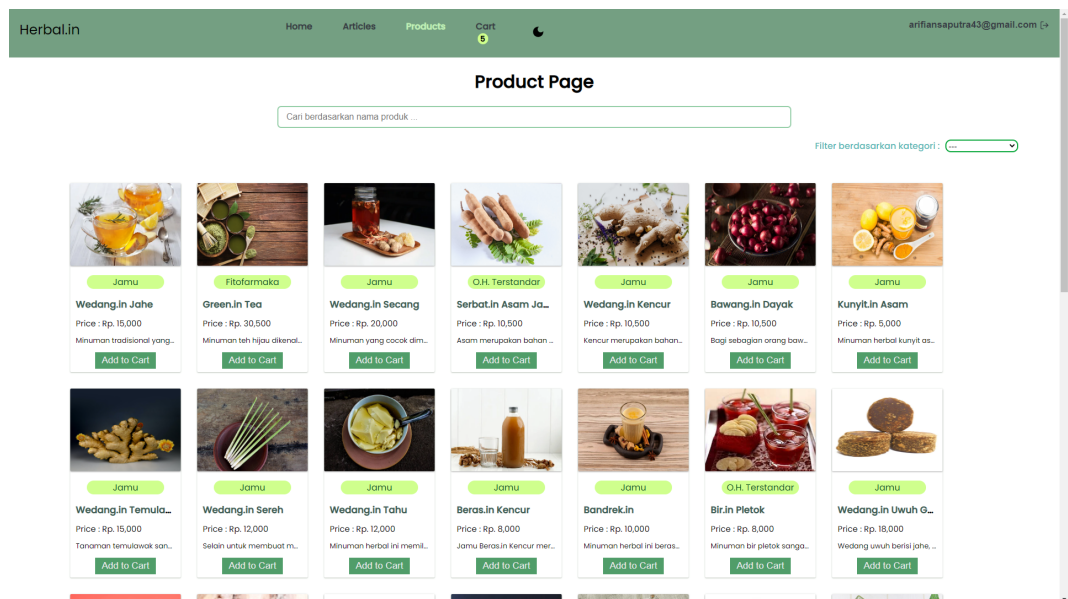 Herbal.in
Home Articles Products Cart
5
arifiansaputra43@gmail.com
Product Page
Cari berdasarkan nama produk ...
Filter berdasarkan kategori : ---
Jamu Fitofarmaka Jamu O.H. Terstandar Jamu Jamu Jamu
Wedang.in Jahe Green.in Tea Wedang.in Secang Serbat.in Asam Ja... Wedang.in Kencur Bawang.in Dayak Kunyit.in Asam
Price : Rp. 15,000 Price : Rp. 30,500 Price : Rp. 20,000 Price : Rp. 10,500 Price : Rp. 10,500 Price : Rp. 10,500 Price : Rp. 5,000
Minuman tradisional yang... Minuman teh hijau dikenal... Minuman yang cocok dim... Asam merupakan bahan ... Kencur merupakan bahan... Bagi sebagian orang baw... Minuman herbal kunyit as...
Add to Cart Add to Cart Add to Cart Add to Cart Add to Cart Add to Cart Add to Cart
Jamu Jamu Jamu Jamu Jamu O.H. Terstandar Jamu
Wedang.in Temula... Wedang.in Sereh Wedang.in Tahu Beras.in Kencur Bandrek.in Bir.in Pletok Wedang.in Uwuh G...
Price : Rp. 15,000 Price : Rp. 12,000 Price : Rp. 12,000 Price : Rp. 8,000 Price : Rp. 10,000 Price : Rp. 8,000 Price : Rp. 18,000
Tanaman temulawak san... Selain untuk membuat m... Minuman herbal ini memil... Jamu Beras.in Kencur mer... Minuman herbal ini beras... Minuman bir pletok sanga... Wedang uwuh berisi jahe, ...
Add to Cart Add to Cart Add to Cart Add to Cart Add to Cart Add to Cart Add to Cart